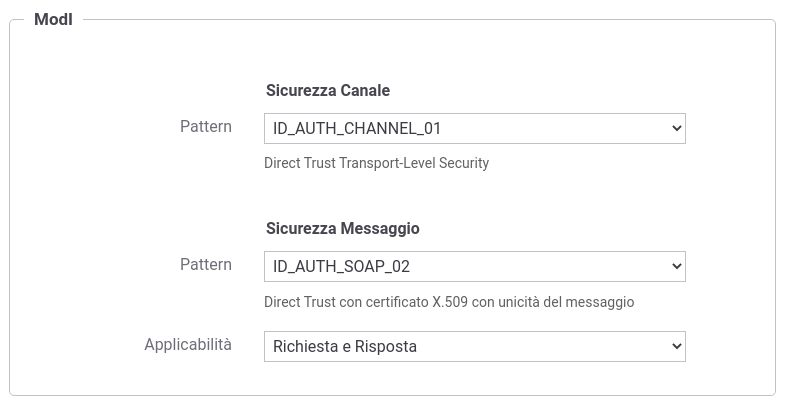 ModI
Sicurezza Canale
Pattern
ID_AUTH_CHANNEL_01
Direct Trust Transport-Level Security
Sicurezza Messaggio
Pattern
ID_AUTH_SOAP_02
Direct Trust con certificato X.509 con unicità del messaggio
Applicabilità
Richiesta e Risposta